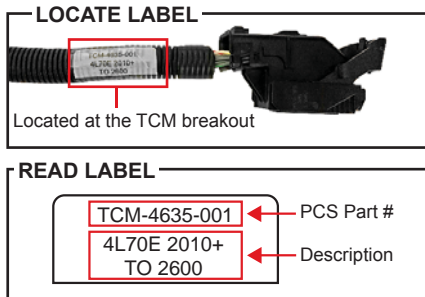 LOCATE LABEL
TCM-4635-001
4L70E 2010+
TO 2600
Located at the TCM breakout
READ LABEL
TCM-4635-001
PCS Part #
4L70E 2010+
TO 2600
Description